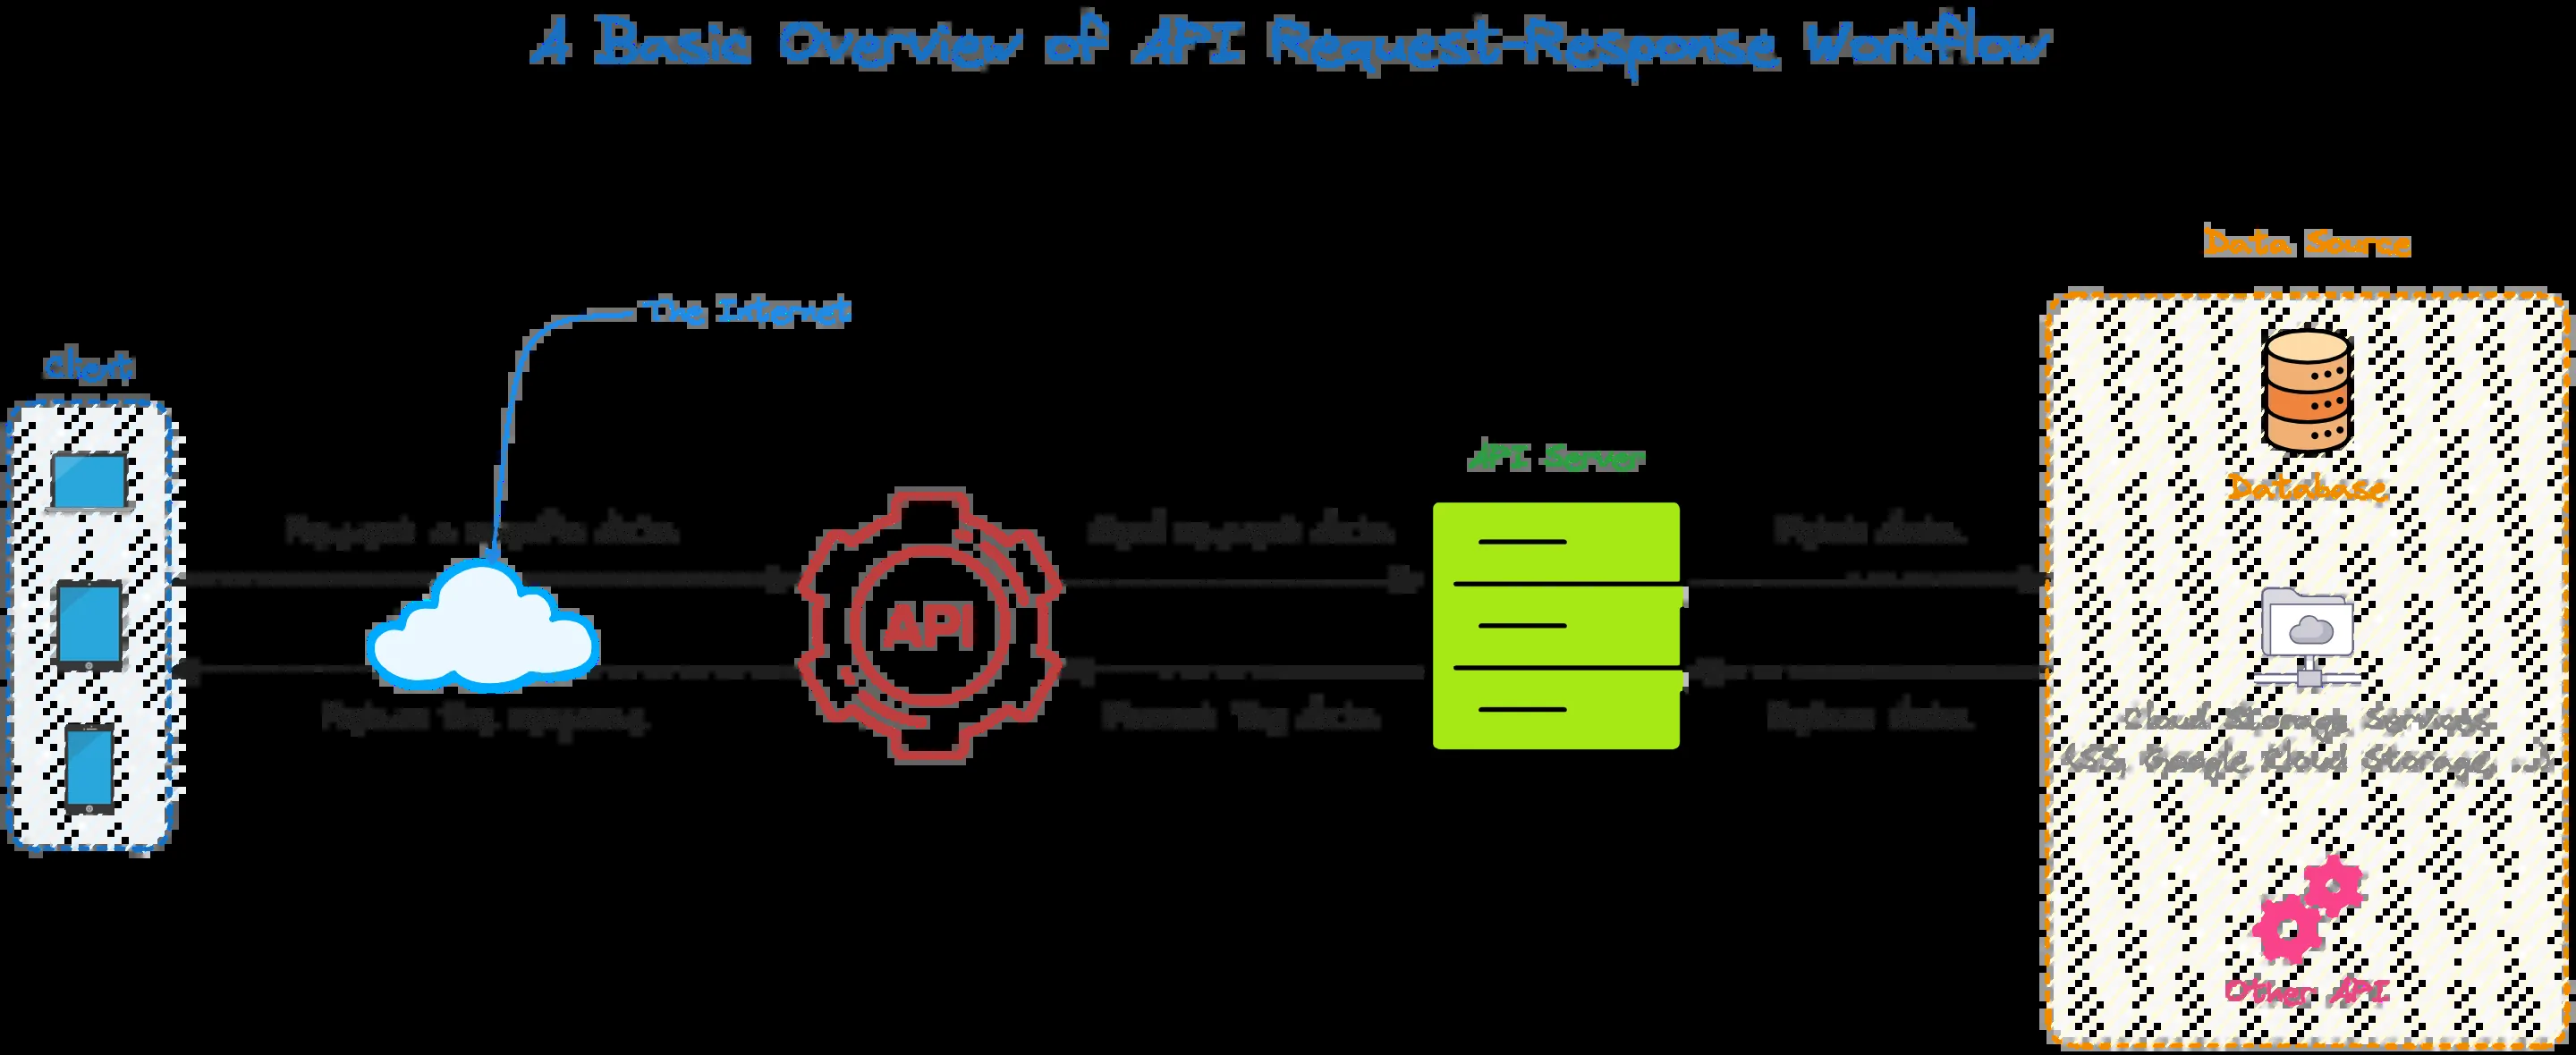 A Basic Overview of API Request-Response Workflow
Data Source
The Internet
Client
API Server
Database
Request a specific data.
Send request data.
Fetch data.
API
Return the response.
data.
Return data.
Cloud Storage Services
(S3, Google Cloud Storage, ...)
Other API